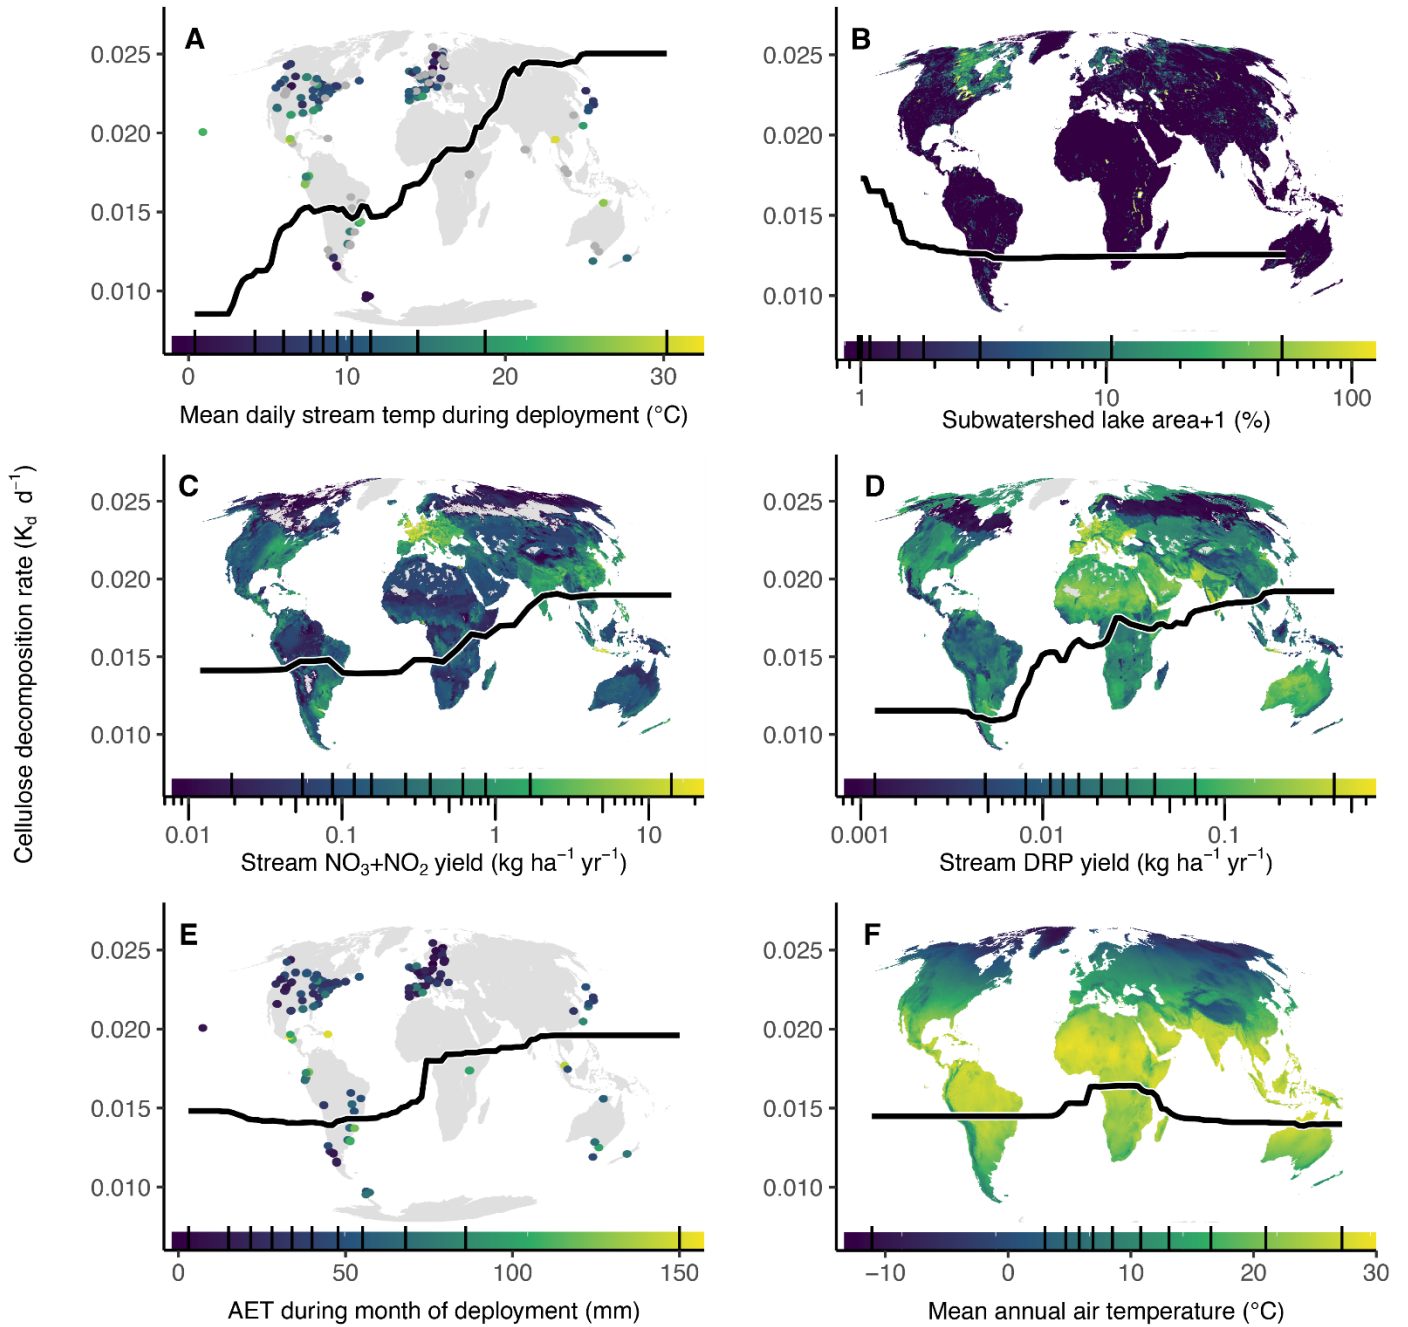 Cellulose decomposition rate (Kd d−1)
A
0.025
0.020
0.015
0.010
0 10 20 30
Mean daily stream temp during deployment (°C)
B
0.025
0.020
0.015
0.010
1 10 100
Subwatershed lake area+1 (%)
C
0.025
0.020
0.015
0.010
0.01 0.1 1 10
Stream NO3+NO2 yield (kg ha−1 yr−1)
D
0.025
0.020
0.015
0.010
0.001 0.01 0.1
Stream DRP yield (kg ha−1 yr−1)
E
0.025
0.020
0.015
0.010
0 50 100 150
AET during month of deployment (mm)
F
0.025
0.020
0.015
0.010
−10 0 10 20 30
Mean annual air temperature (°C)